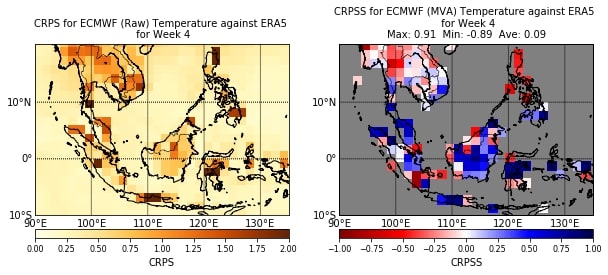 CRPS for ECMWF (Raw) Temperature against ERA5
for Week 4
10°N
0°
10°S
90°E 100°E 110°E 120°E 130°E
0.00 0.25 0.50 0.75 1.00 1.25 1.50 1.75 2.00
CRPS
CRPSS for ECMWF (MVA) Temperature against ERA5
for Week 4
Max: 0.91 Min: -0.89 Ave: 0.09
10°N
0°
10°S
90°E 100°E 110°E 120°E 130°E
−1.00 −0.75 −0.50 −0.25 0.00 0.25 0.50 0.75 1.00
CRPSS